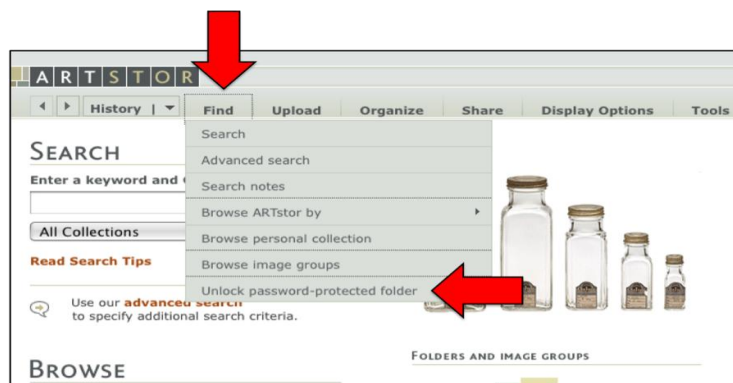 ARTSTOR
History | Find Upload Organize Share Display Options Tools
Search
Advanced search
Search notes
Browse ARTstor by
Browse personal collection
Browse image groups
Unlock password-protected folder
SEARCH
Enter a keyword and
All Collections
Read Search Tips
Use our advanced search
to specify additional search criteria.
BROWSE
FOLDERS AND IMAGE GROUPS